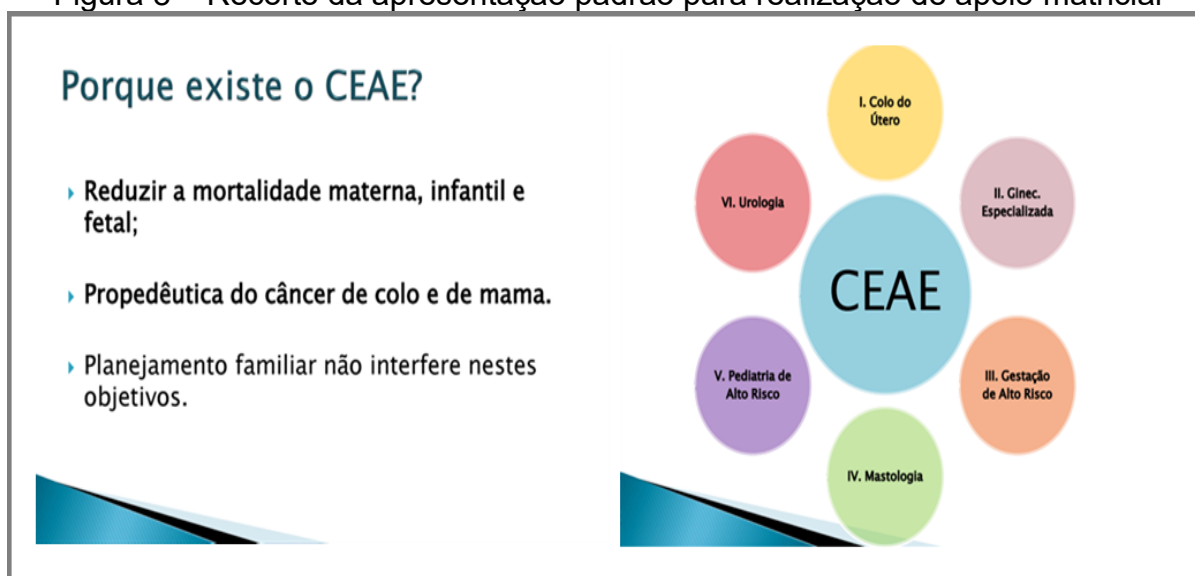 Porque existe o CEAE?
Reduzir a mortalidade materna, infantil e
fetal;
Propedêutica do câncer de colo e de mama.
Planejamento familiar não interfere nestes
objetivos.
I. Colo do
Útero
II. Ginec.
Especializada
III. Gestação
de Alto Risco
IV. Mastologia
V. Pediatria de
Alto Risco
VI. Urologia
CEAE